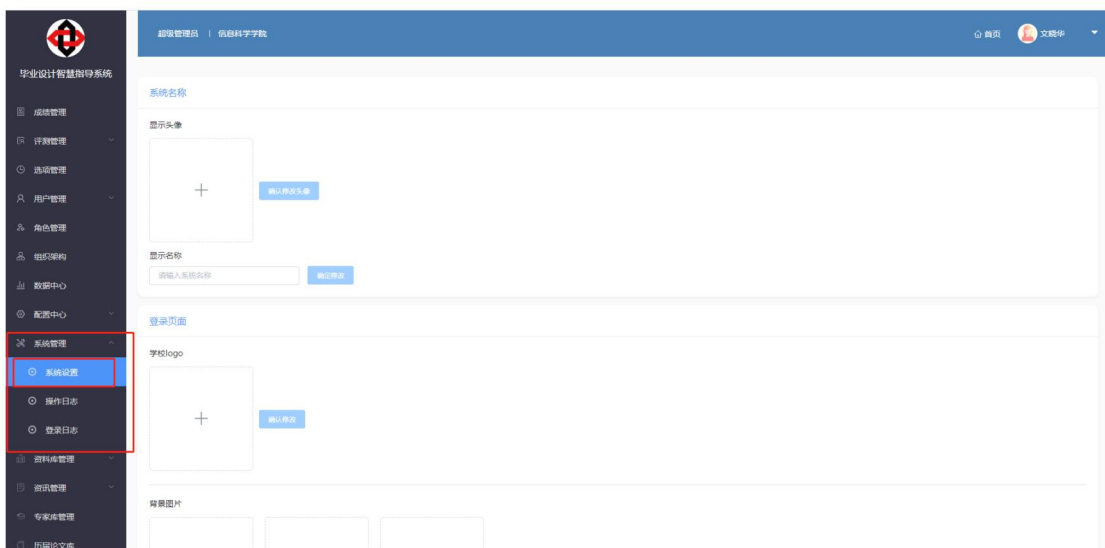 超级管理员 | 信息科学学院
首页
文晓华
毕业设计智慧指导系统
成绩管理
评测管理
选项管理
用户管理
角色管理
组织架构
数据中心
配置中心
系统管理
系统设置
操作日志
登录日志
资料库管理
资讯管理
专家库管理
历届论文库
系统名称
显示头像
确认修改头像
显示名称
请输入系统名称
确定修改
登录页面
学校logo
确认修改
背景图片